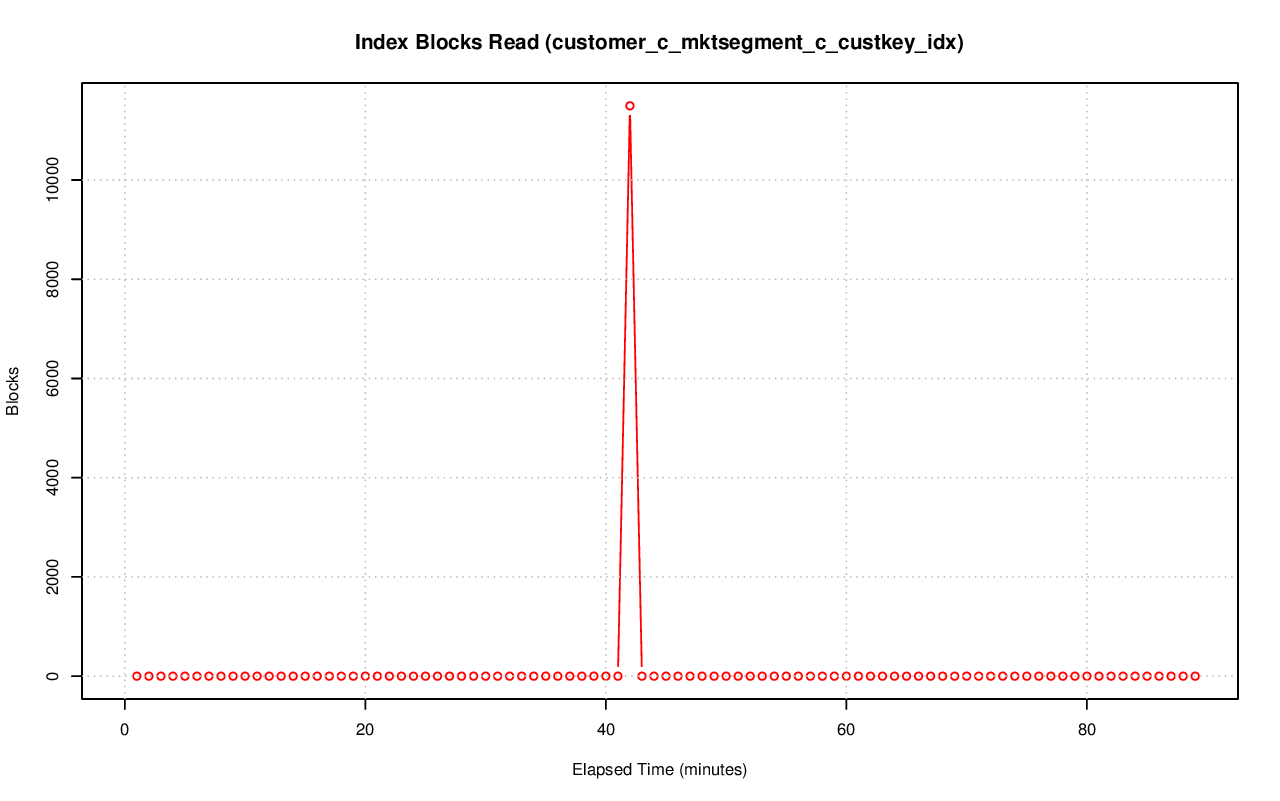 Index Blocks Read (customer_c_mktsegment_c_custkey_idx)
Blocks
10000
8000
6000
4000
2000
0
0 20 40 60 80
Elapsed Time (minutes)